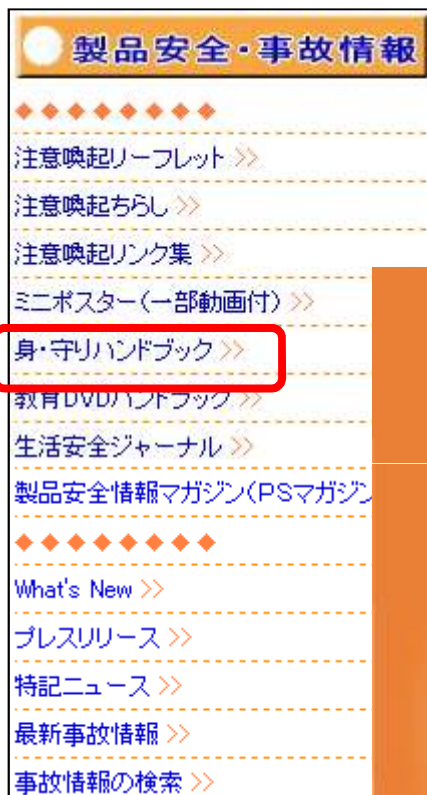 製品安全・事故情報
◆◆◆◆◆◆◆◆
注意喚起リーフレット >>
注意喚起ちらし >>
注意喚起リンク集 >>
ミニポスター(一部動画付) >>
身・守りハンドブック >>
教育DVDハンドブック >>
生活安全ジャーナル >>
製品安全情報マガジン(PSマガジン
◆◆◆◆◆◆◆◆
What's New >>
プレスリリース >>
特記ニュース >>
最新事故情報 >>
事故情報の検索 >>